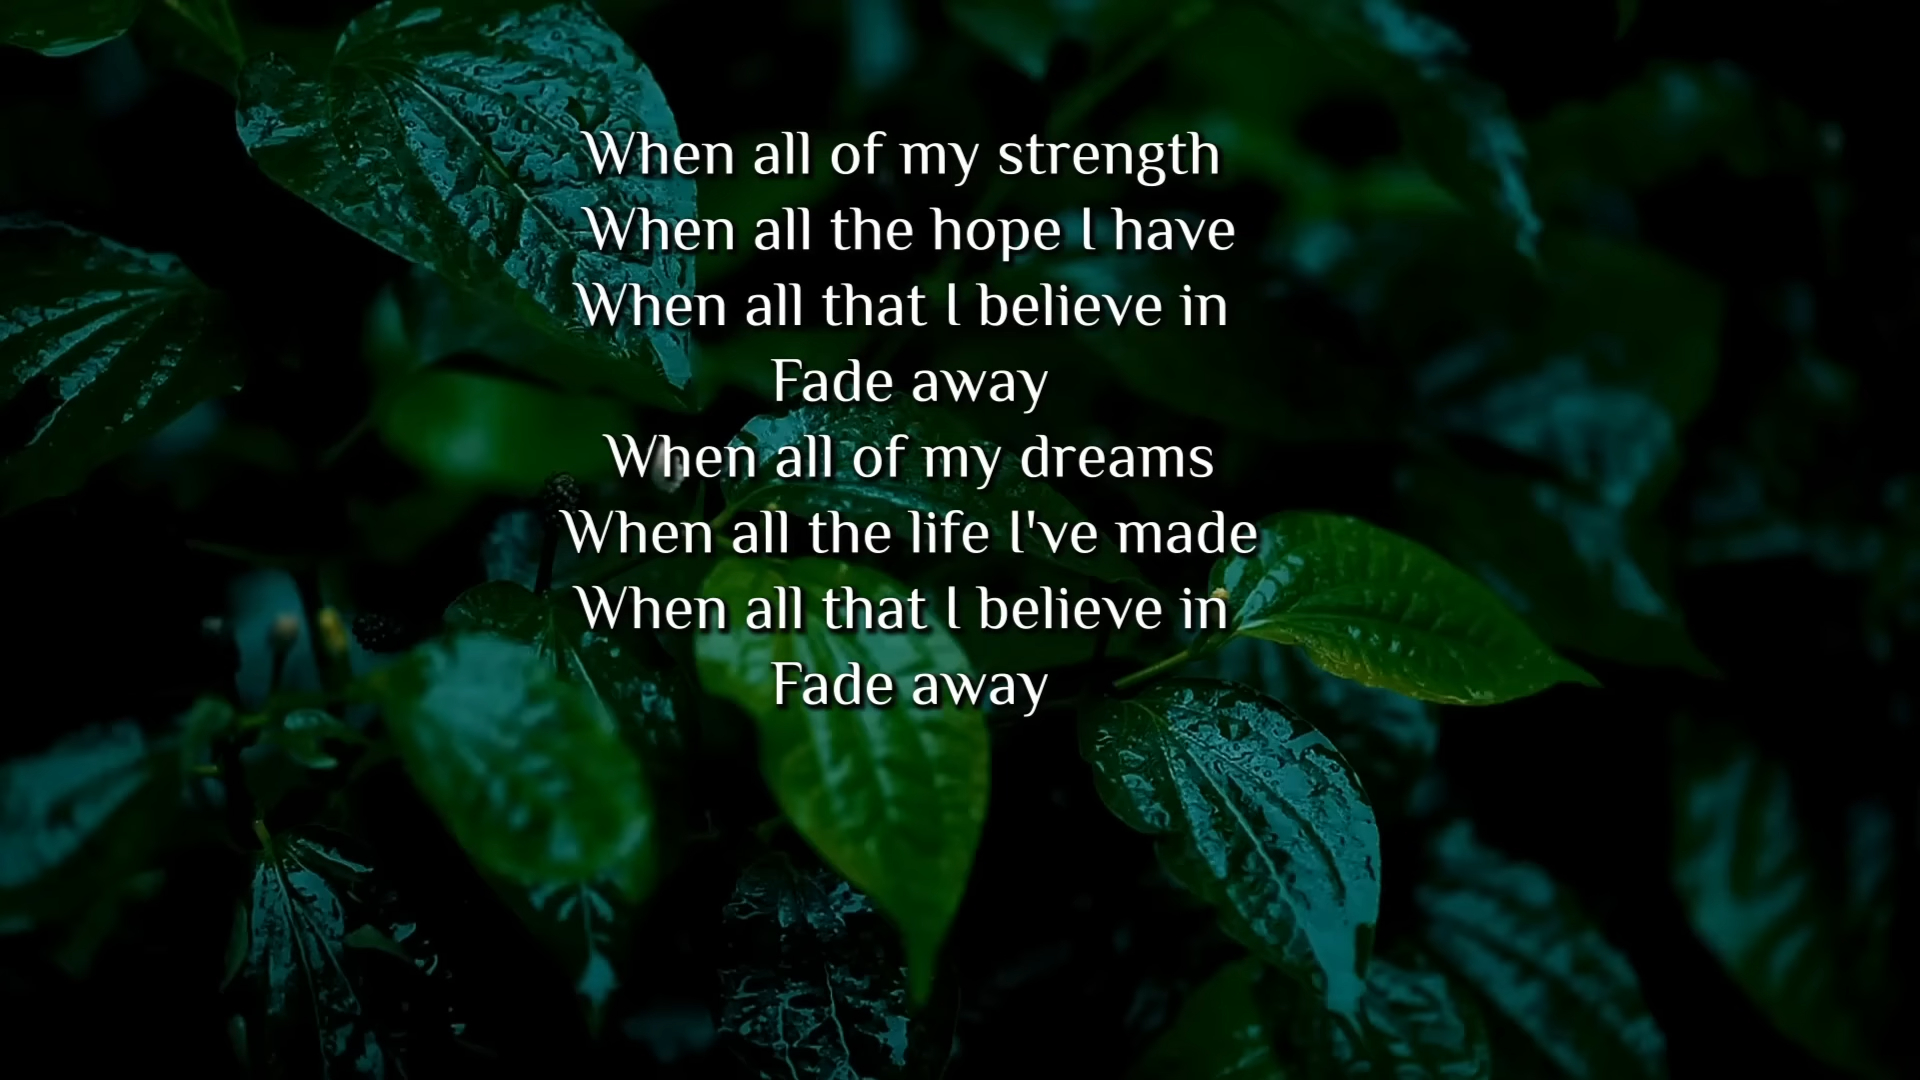 When all of my strength
When all the hope I have
When all that I believe in
Fade away
When all of my dreams
When all the life I've made
When all that I believe in
Fade away